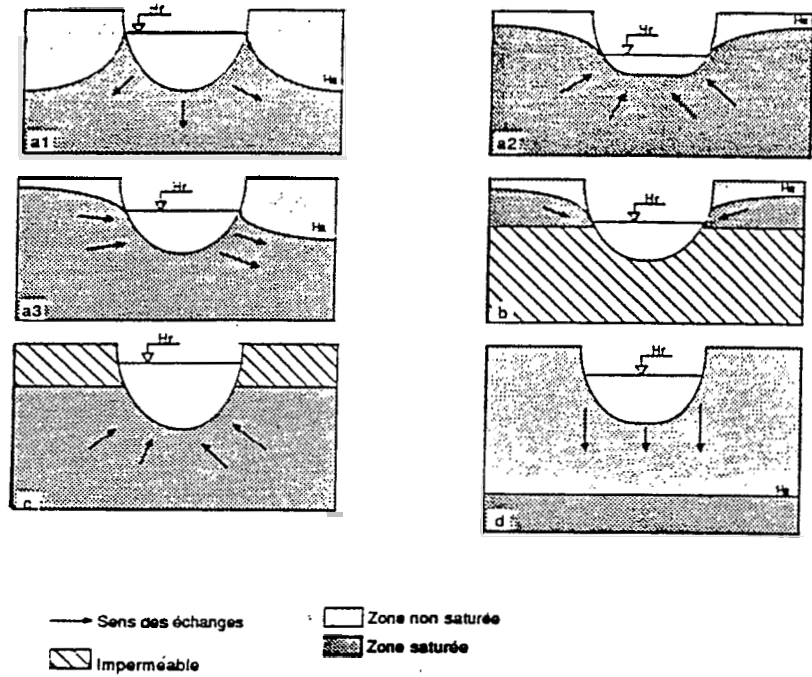 Hr
a1
Ha
Hr
a2
Ha
Hr
a3
Ha
Hr
b
Ha
Hr
c
Hr
d
Ha
Sens des échanges
Imperméable
Zone non saturée
Zone saturée